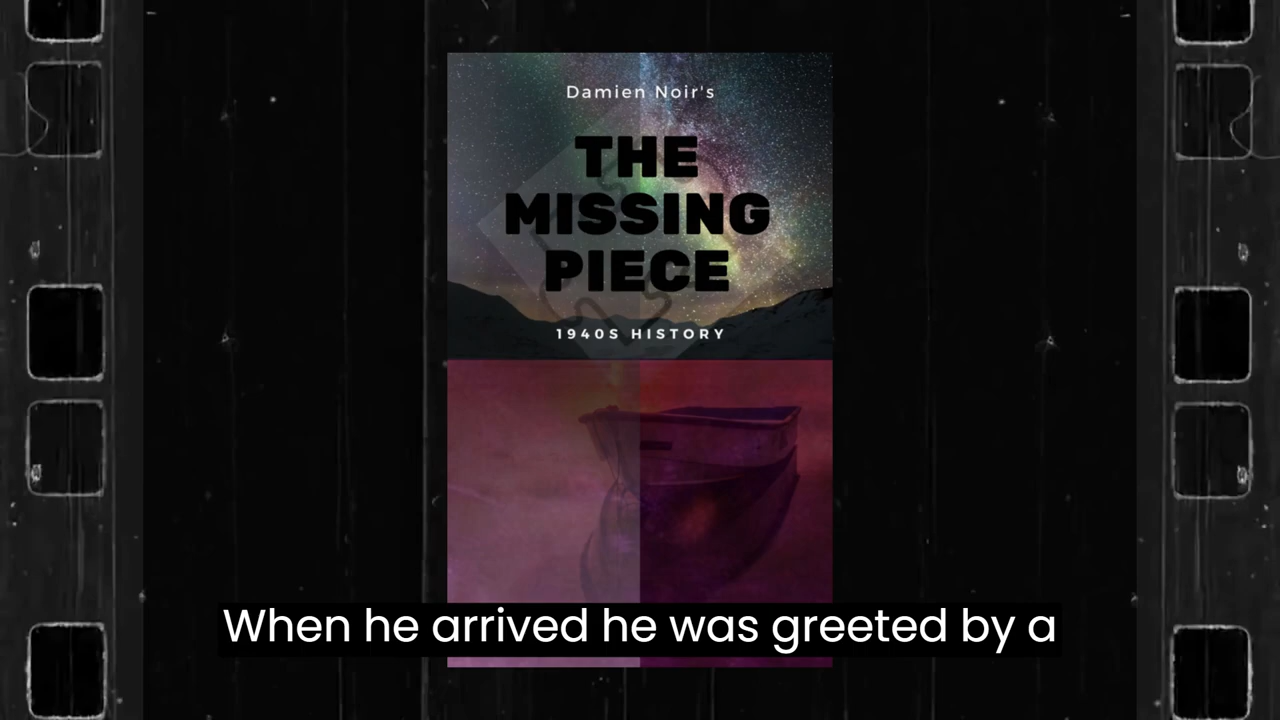 Damien Noir's
THE
MISSING
PIECE
1940S HISTORY
When he arrived he was greeted by a